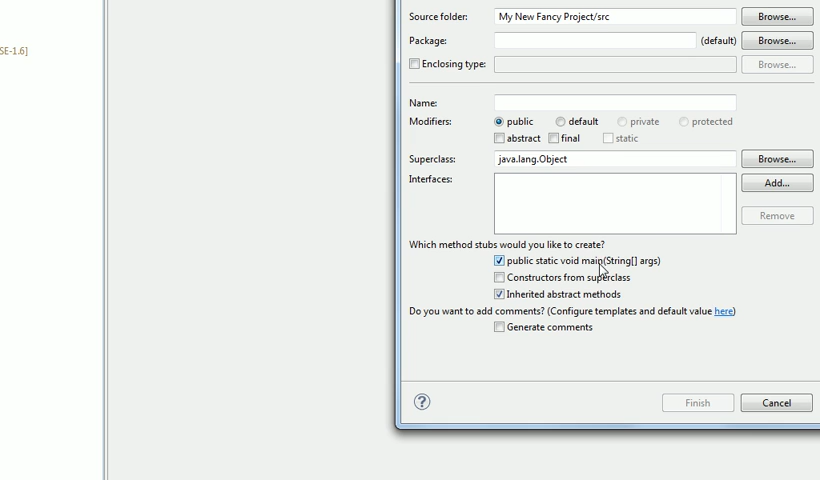 Source folder: My New Fancy Project/src Browse...
SE-1.6]
Package: (default) Browse...
Enclosing type: Browse...
Name:
Modifiers: public default private protected
abstract final static
Superclass: java.lang.Object Browse...
Interfaces: Add...
Remove
Which method stubs would you like to create?
public static void main(String[] args)
Constructors from superclass
Inherited abstract methods
Do you want to add comments? (Configure templates and default value here)
Generate comments
? Finish Cancel